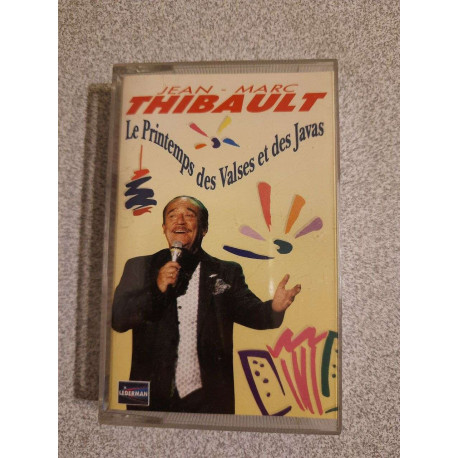 JEAN - MARC
THIBAULT
Le Printemps des Valses et des Javas
LEDERMAN